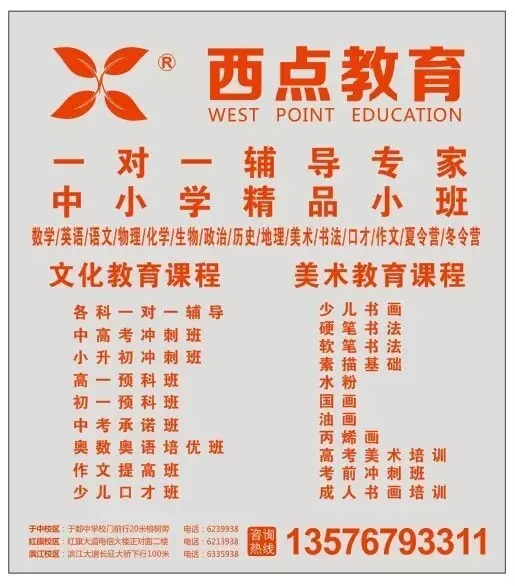 ®
西点教育
WEST POINT EDUCATION
一对一辅导专家
中小学精品小班
数学/英语/语文/物理/化学/生物/政治/历史/地理/美术/书法/口才/作文/夏令营/冬令营
文化教育课程
各科一对一辅导
中高考冲刺班
小升初冲刺班
高一预科班
初一预科班
中考承诺班
奥数奥语培优班
作文提高班
少儿口才班
美术教育课程
少儿书画
硬笔书法
软笔书法
素描基础
水粉
国画
油画
丙烯画
高考美术培训
考前冲刺班
成人书画培训
于中校区：于都中学校门前行20米榕树旁 电话：6239938
红旗校区：红旗大道电信大楼正对面二楼 电话：6213938
滨江校区：滨江大道长征大桥下行100米 电话：6335938
咨询
热线
13576793311